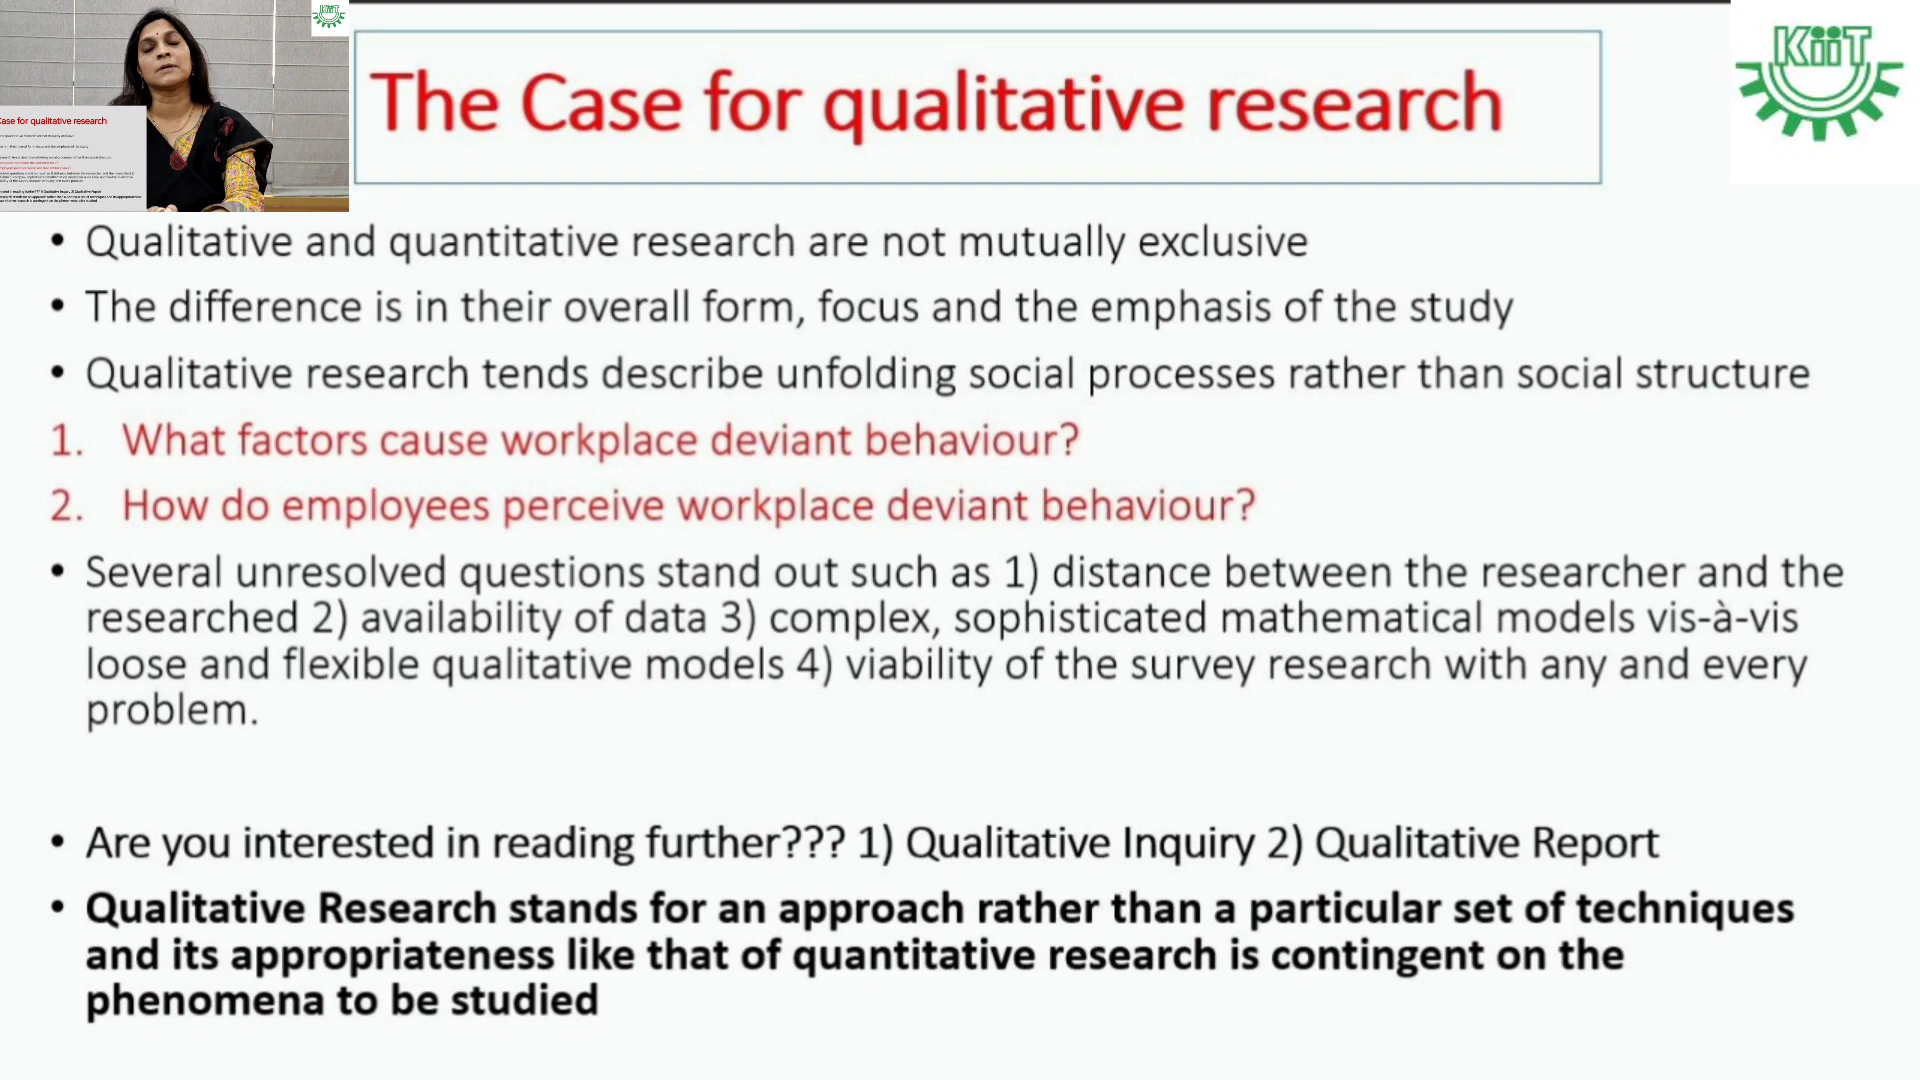 The Case for qualitative research
KiiT
• Qualitative and quantitative research are not mutually exclusive
• The difference is in their overall form, focus and the emphasis of the study
• Qualitative research tends describe unfolding social processes rather than social structure
1. What factors cause workplace deviant behaviour?
2. How do employees perceive workplace deviant behaviour?
• Several unresolved questions stand out such as 1) distance between the researcher and the
researched 2) availability of data 3) complex, sophisticated mathematical models vis-à-vis
loose and flexible qualitative models 4) viability of the survey research with any and every
problem.
• Are you interested in reading further??? 1) Qualitative Inquiry 2) Qualitative Report
• Qualitative Research stands for an approach rather than a particular set of techniques
and its appropriateness like that of quantitative research is contingent on the
phenomena to be studied
Case for qualitative research